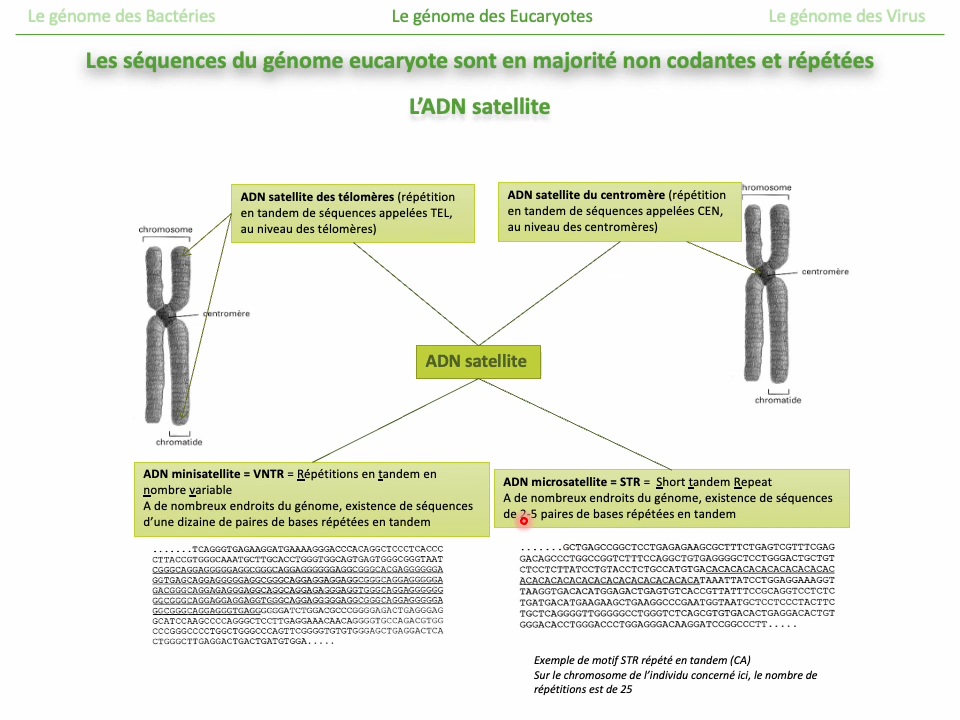 Le génome des Bactéries
Le génome des Eucaryotes
Le génome des Virus
Les séquences du génome eucaryote sont en majorité non codantes et répétées
L'ADN satellite
ADN satellite des télomères (répétition
en tandem de séquences appelées TEL,
au niveau des télomères)
ADN satellite du centromère (répétition
en tandem de séquences appelées CEN,
au niveau des centromères)
chromosome
centromère
chromatide
chromosome
centromère
chromatide
ADN satellite
ADN minisatellite = VNTR = Répétitions en tandem en
nombre variable
A de nombreux endroits du génome, existence de séquences
d'une dizaine de paires de bases répétées en tandem
ADN microsatellite = STR = Short tandem Repeat
A de nombreux endroits du génome, existence de séquences
de 2-5 paires de bases répétées en tandem
.......TCAGGGTGAGAAGGATGAAAAGGGACCCACAGGCTCCCTCACCC
CTTACCGTGGGCAAATGCTTGCACCTGGGTGGCAGTGAGTGGGCGGGTAAT
CGGGCAGGAGGGGGAGGCGGGCAGGAGGGGGGAGGCGGGCACGAGGGGGGA
GGTGAGCAGGAGGGGGAGGCGGGCAGGAGGAGGAGGCGGGCAGGAGGGGGA
GACGGGCAGGAGAGGGAGGCAGGCAGGAGAGGGAGGTGGGCAGGAGGGGGG
GGCGGGCAGGAGGAGGAGGTGGGCAGGAGGGGGAGGCGGGCAGGAGGGGGA
GGCGGGCAGGAGGGTGAGGGGCGGATCTGGACGCCCGGGGAGACTGAGGGAG
GCATCCAAGCCCCAGGGCTCCTTGAGGAAACAACAGGGGTGCCAGACGTGG
CCCGGGCCCCTGGCTGGGCCCAGTTCGGGGTGTGTGGGAGCTGAGGACTCA
CTGGGCTTGAGGACTGACTGATGTGGA.....
.......GCTGAGCCGGCTCCTGAGAGAAGCGCTTTCTGAGTCGTTTCGAG
GACAGCCCTGGCCGGTCTTTCCAGGCTGTGAGGGGCTCCTGGGACTGCTGT
CTCCTCTTATCCTGTACCTCTGCCATGTGACACACACACACACACACACAC
ACACACACACACACACACACACACACACATAAATTATCCTGGAGGAAAGGT
TAAGGTGACACATGGAGACTGAGTGTCACCGTTATTTCCGCAGGTCCTCTC
TGATGACATGAAGAAGCTGAAGGCCCGAATGGTAATGCTCCTCCCTACTTC
TGCTCAGGGGTTGGGGGCCTGGGTCTCAGCGTGTGACACTGAGGACACTGT
GGGACACCTGGGACCCTGGAGGGACAAGGATCCGGCCCTT.....
Exemple de motif STR répété en tandem (CA)
Sur le chromosome de l'individu concerné ici, le nombre de
répétitions est de 25